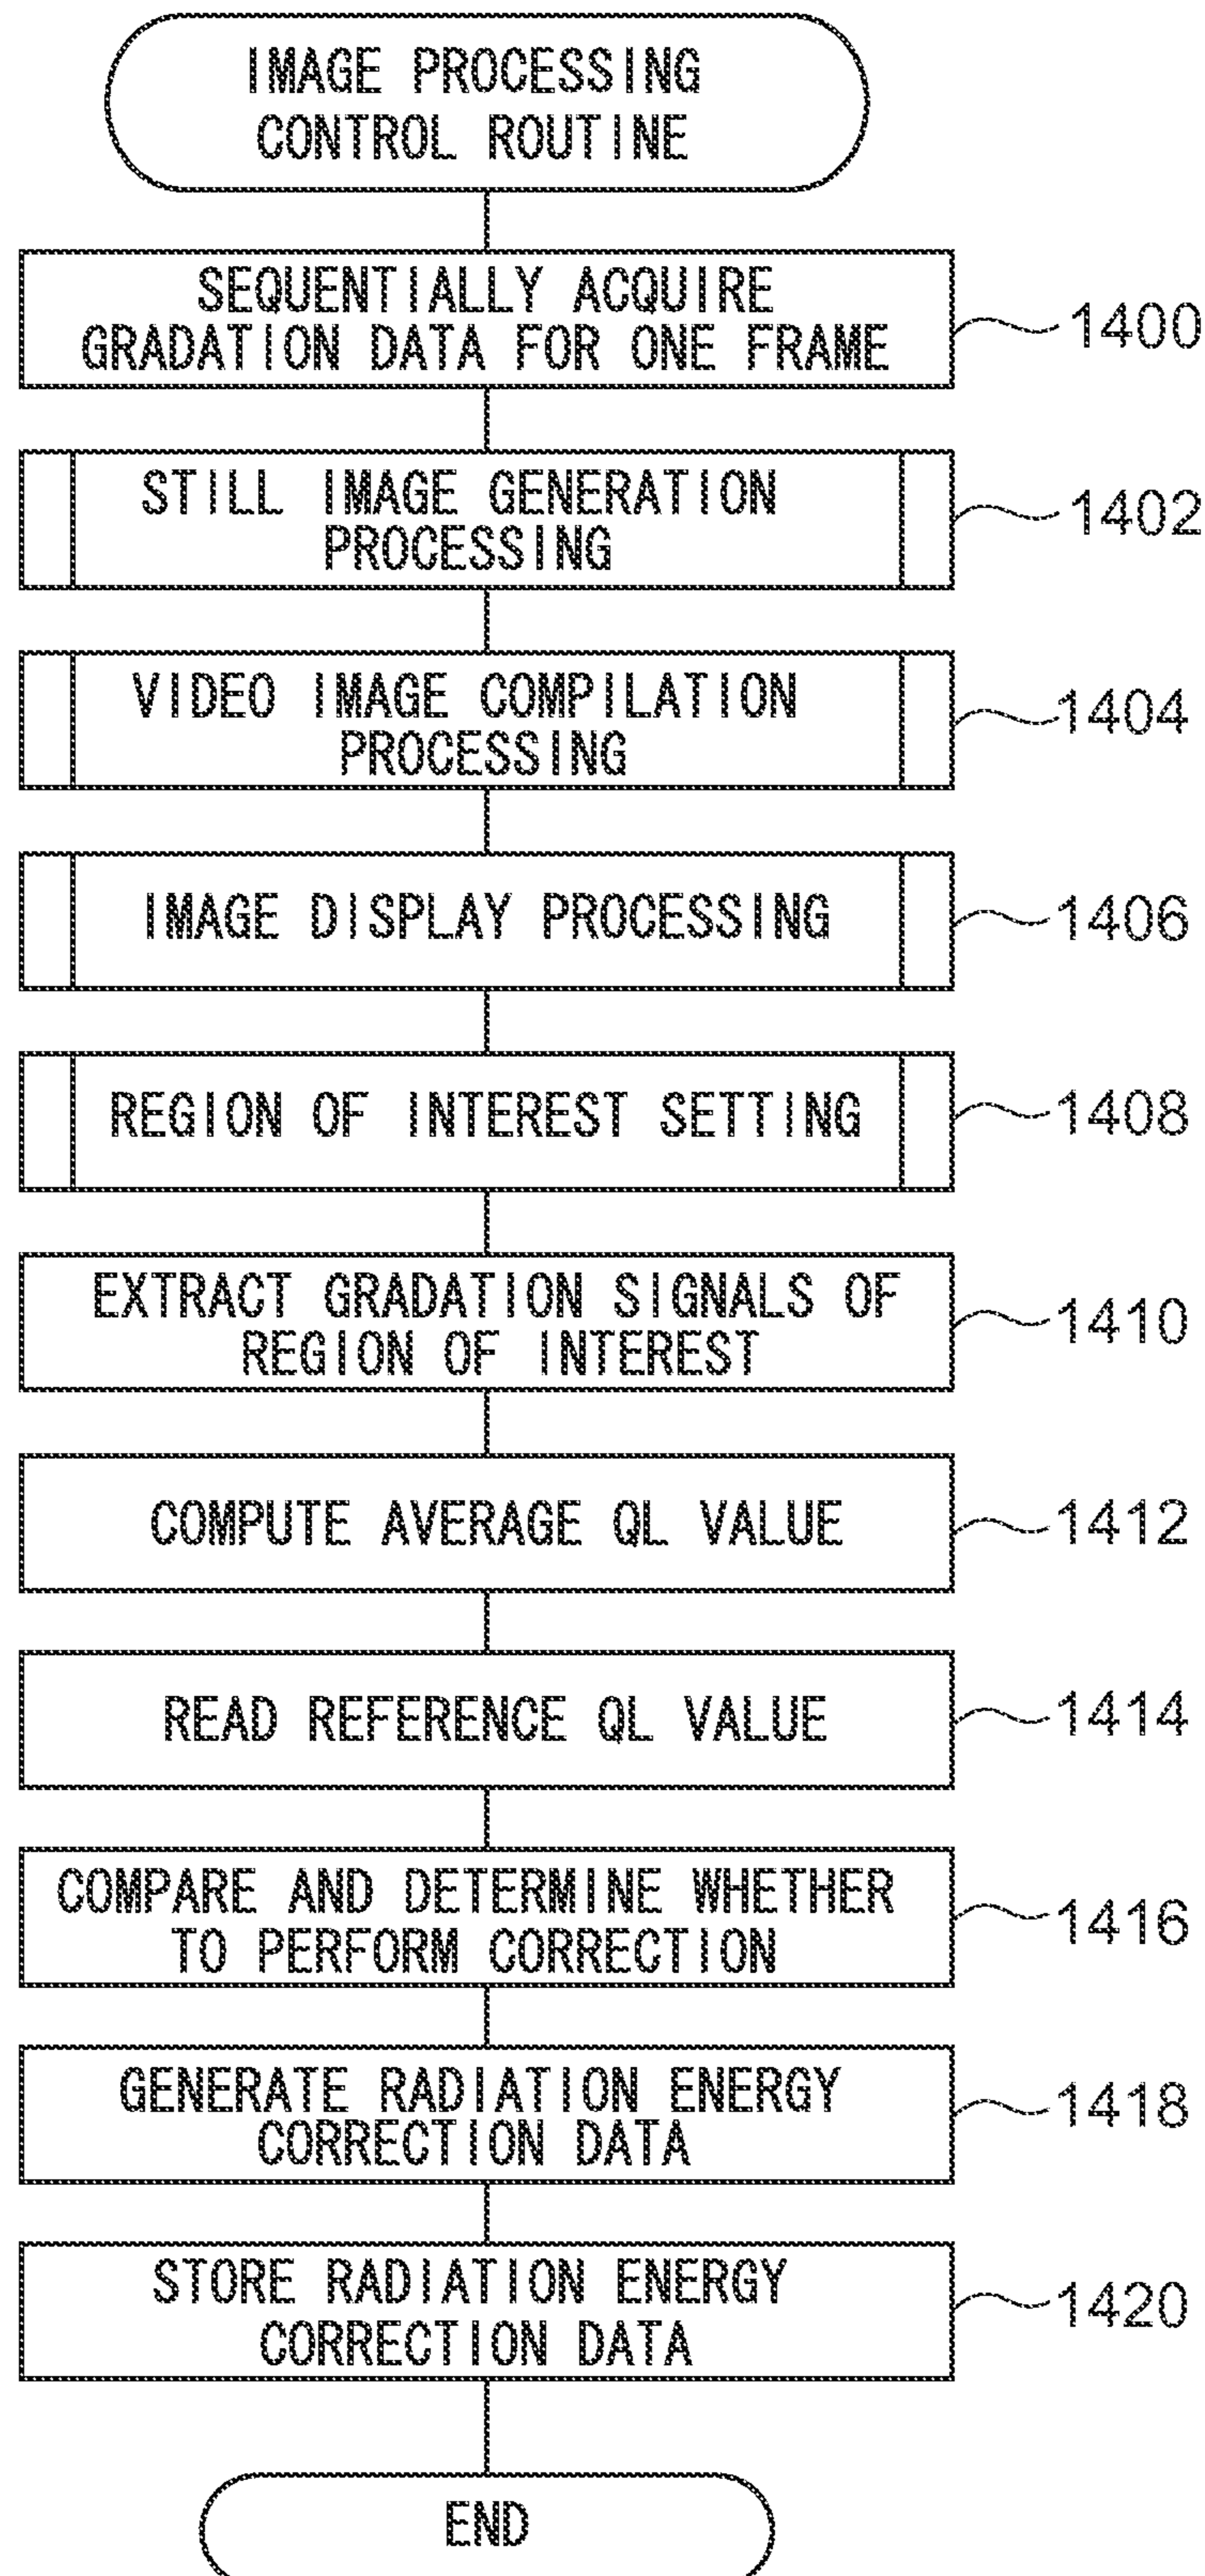 IMAGE PROCESSING
CONTROL ROUTINE
SEQUENTIALLY ACQUIRE
GRADATION DATA FOR ONE FRAME
1400
STILL IMAGE GENERATION
PROCESSING
1402
VIDEO IMAGE COMPILATION
PROCESSING
1404
IMAGE DISPLAY PROCESSING
1406
REGION OF INTEREST SETTING
1408
EXTRACT GRADATION SIGNALS OF
REGION OF INTEREST
1410
COMPUTE AVERAGE QL VALUE
1412
READ REFERENCE QL VALUE
1414
COMPARE AND DETERMINE WHETHER
TO PERFORM CORRECTION
1416
GENERATE RADIATION ENERGY
CORRECTION DATA
1418
STORE RADIATION ENERGY
CORRECTION DATA
1420
END